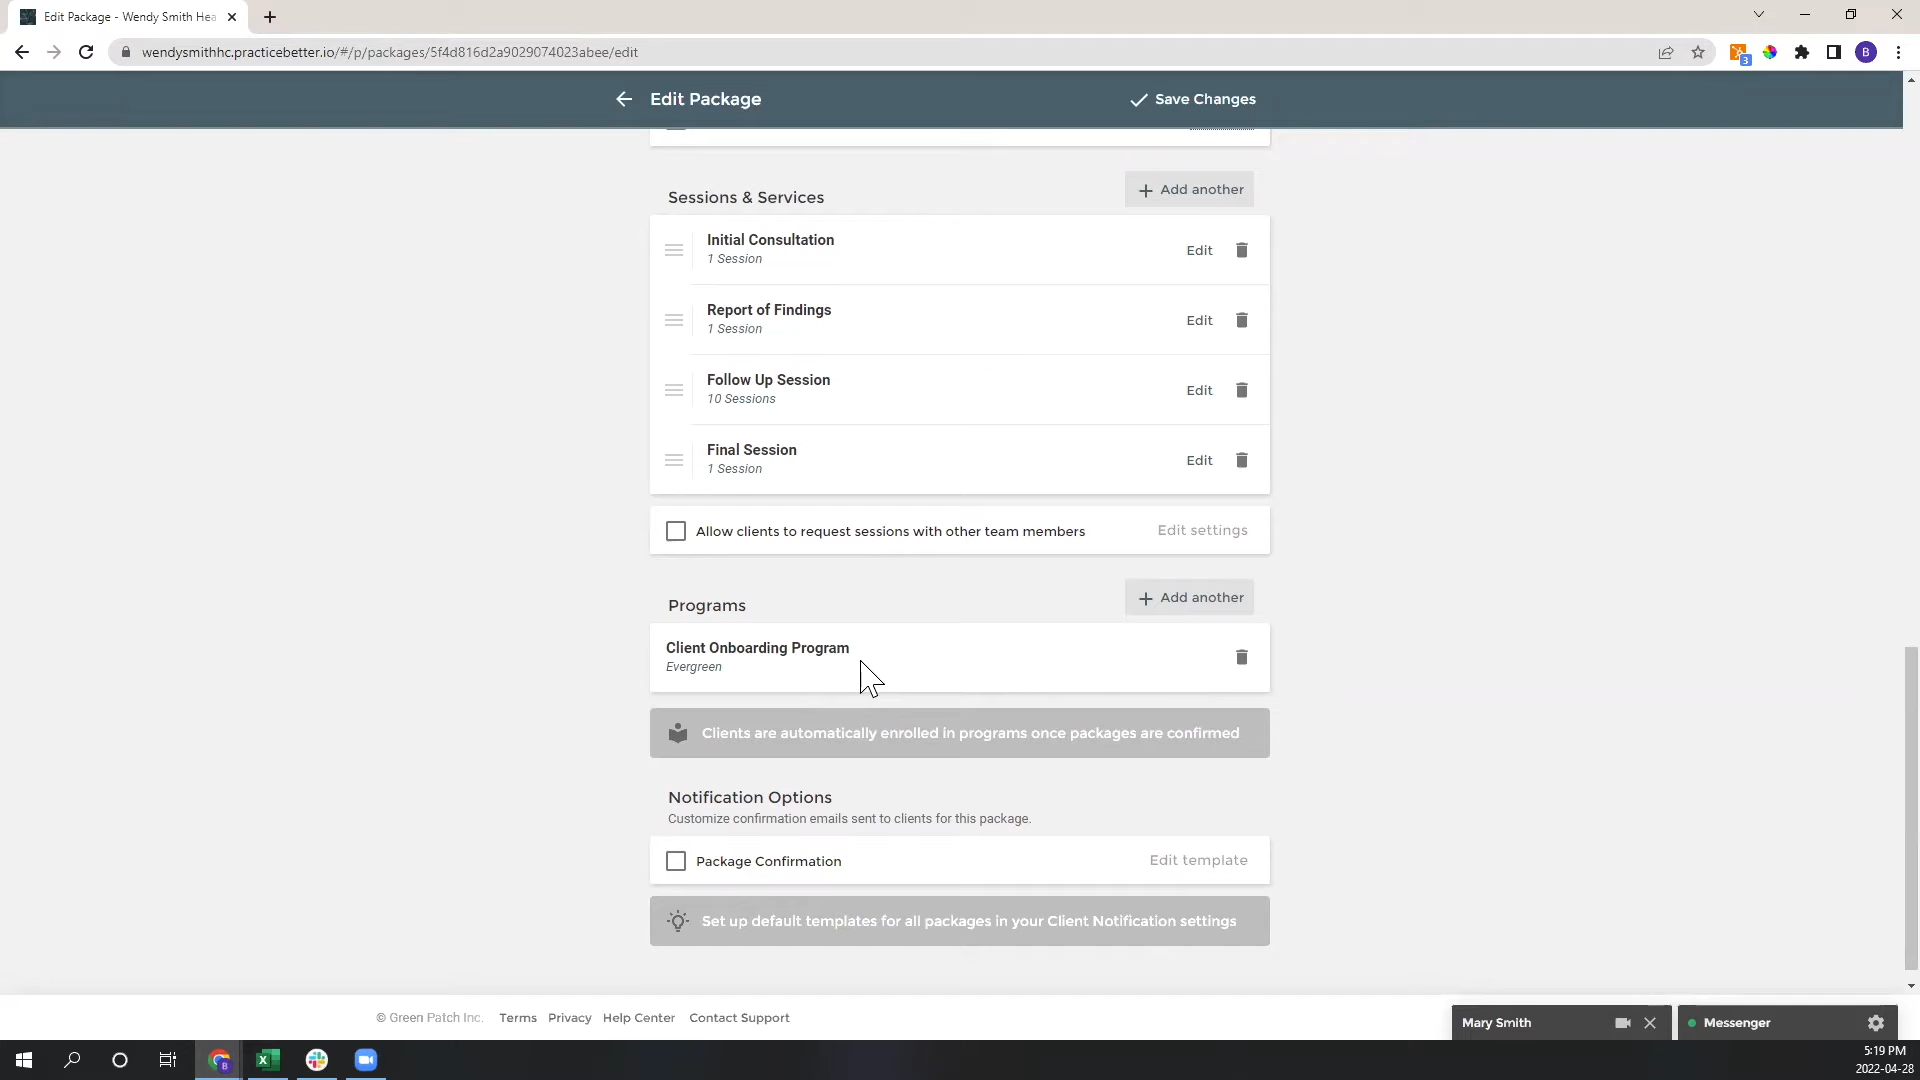 Edit Package - Wendy Smith Hea
wendysmithhc.practicebetter.io/#/p/packages/5f4d816d2a9029074023abee/edit
3
B
Edit Package
Save Changes
Sessions & Services
Add another
Initial Consultation
1 Session
Edit
Report of Findings
1 Session
Edit
Follow Up Session
10 Sessions
Edit
Final Session
1 Session
Edit
Allow clients to request sessions with other team members
Edit settings
Programs
Add another
Client Onboarding Program
Evergreen
Clients are automatically enrolled in programs once packages are confirmed
Notification Options
Customize confirmation emails sent to clients for this package.
Package Confirmation
Edit template
Set up default templates for all packages in your Client Notification settings
© Green Patch Inc.
Terms
Privacy
Help Center
Contact Support
Mary Smith
Messenger
5:19 PM
2022-04-28